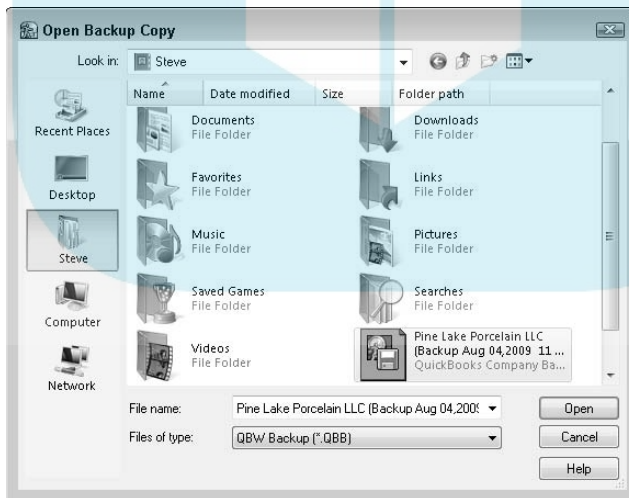 Open Backup Copy
Look in: Steve
Name Date modified Size Folder path
Recent Places
Desktop
Steve
Computer
Network
Documents
File Folder
Downloads
File Folder
Favorites
File Folder
Links
File Folder
Music
File Folder
Pictures
File Folder
Saved Games
File Folder
Searches
File Folder
Videos
File Folder
Pine Lake Porcelain LLC
(Backup Aug 04,2009 11 ...
QuickBooks Company Ba...
File name: Pine Lake Porcelain LLC (Backup Aug 04,2009
Open
Files of type: QBW Backup (*.QBB)
Cancel
Help